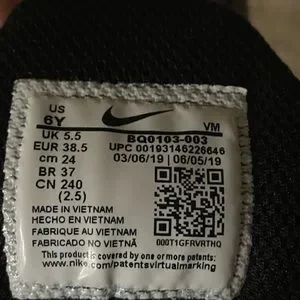 US
6Y VM
UK 5.5 BQ0103-003
EUR 38.5 UPC 00193146226646
cm 24 03/06/19 | 06/05/19
BR 37
CN 240
(2.5)
MADE IN VIETNAM
HECHO EN VIETNAM
FABRIQUE AU VIETNAM
FABRICADO NO VIETNÃ 000T1GFRVRTHQ
This product is covered by one or more patents:
www.nike.com/patentsvirtualmarking